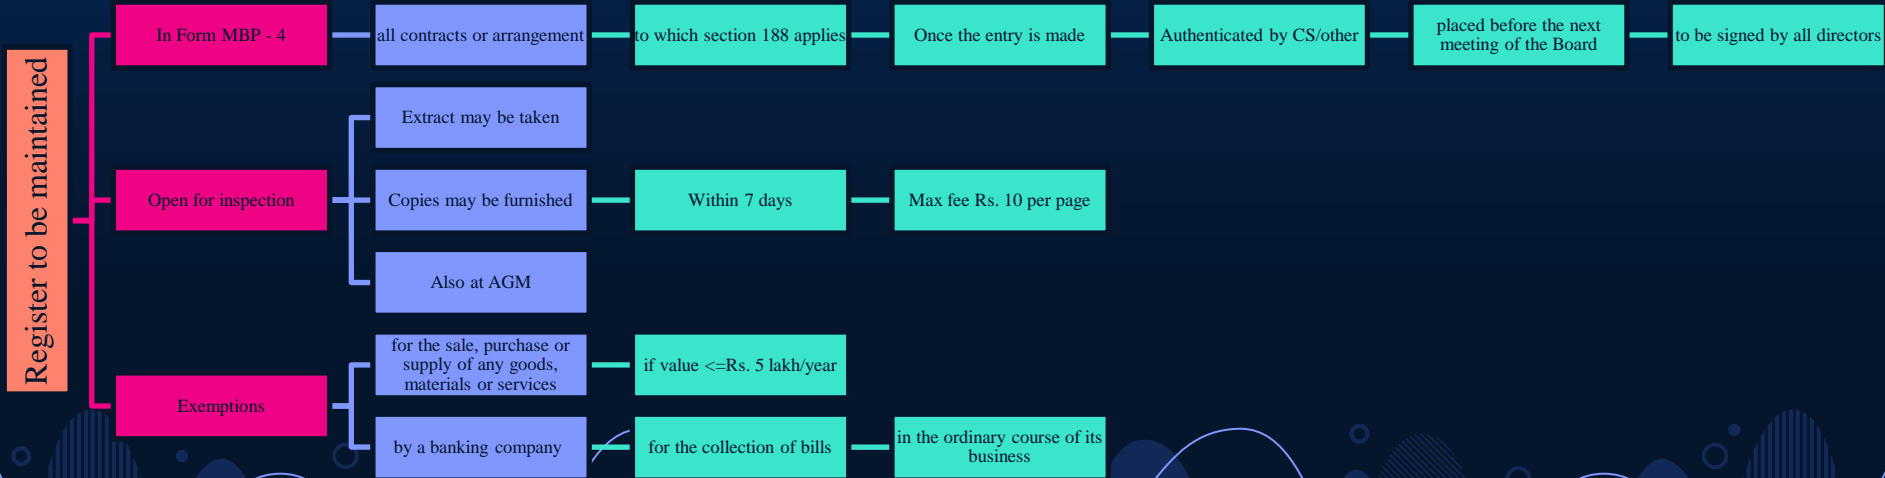 Register to be maintained
In Form MBP - 4
all contracts or arrangement
to which section 188 applies
Once the entry is made
Authenticated by CS/other
placed before the next
meeting of the Board
to be signed by all directors
Open for inspection
Extract may be taken
Copies may be furnished
Within 7 days
Max fee Rs. 10 per page
Also at AGM
Exemptions
for the sale, purchase or
supply of any goods,
materials or services
if value <=Rs. 5 lakh/year
by a banking company
for the collection of bills
in the ordinary course of its
business